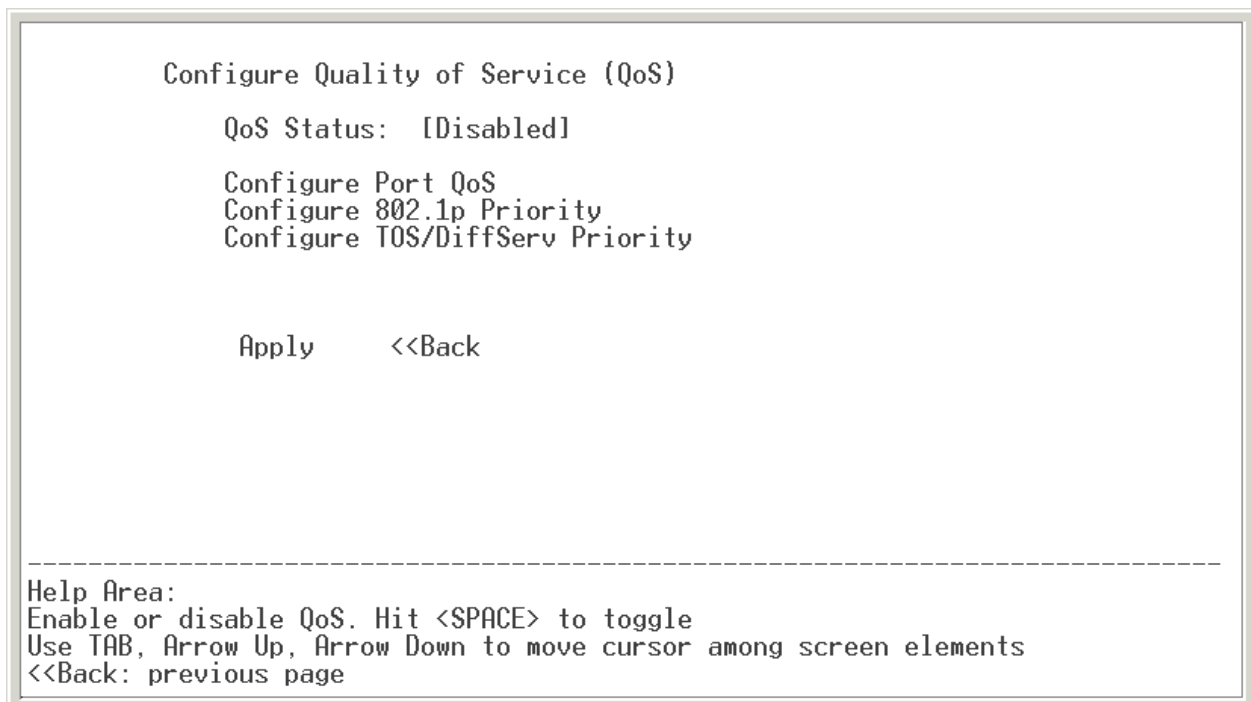 Configure Quality of Service (QoS)
QoS Status: [Disabled]
Configure Port QoS
Configure 802.1p Priority
Configure TOS/DiffServ Priority
Apply <<Back
--------------------------------------------------------------------------------
Help Area:
Enable or disable QoS. Hit <SPACE> to toggle
Use TAB, Arrow Up, Arrow Down to move cursor among screen elements
<<Back: previous page